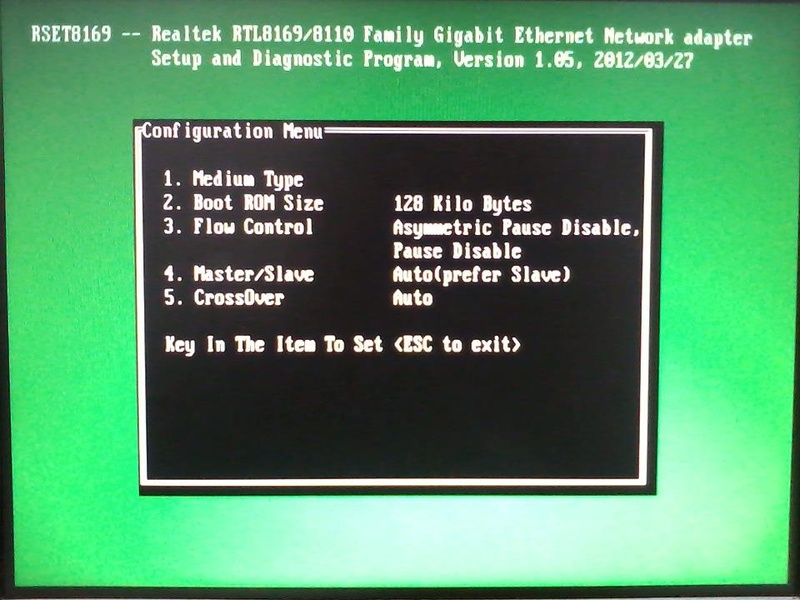 RSET8169 -- Realtek RTL8169/8110 Family Gigabit Ethernet Network adapter
Setup and Diagnostic Program, Version 1.05, 2012/03/27
Configuration Menu
1. Medium Type
2. Boot ROM Size 128 Kilo Bytes
3. Flow Control Asymmetric Pause Disable,
Pause Disable
4. Master/Slave Auto(prefer Slave)
5. CrossOver Auto
Key In The Item To Set <ESC to exit>